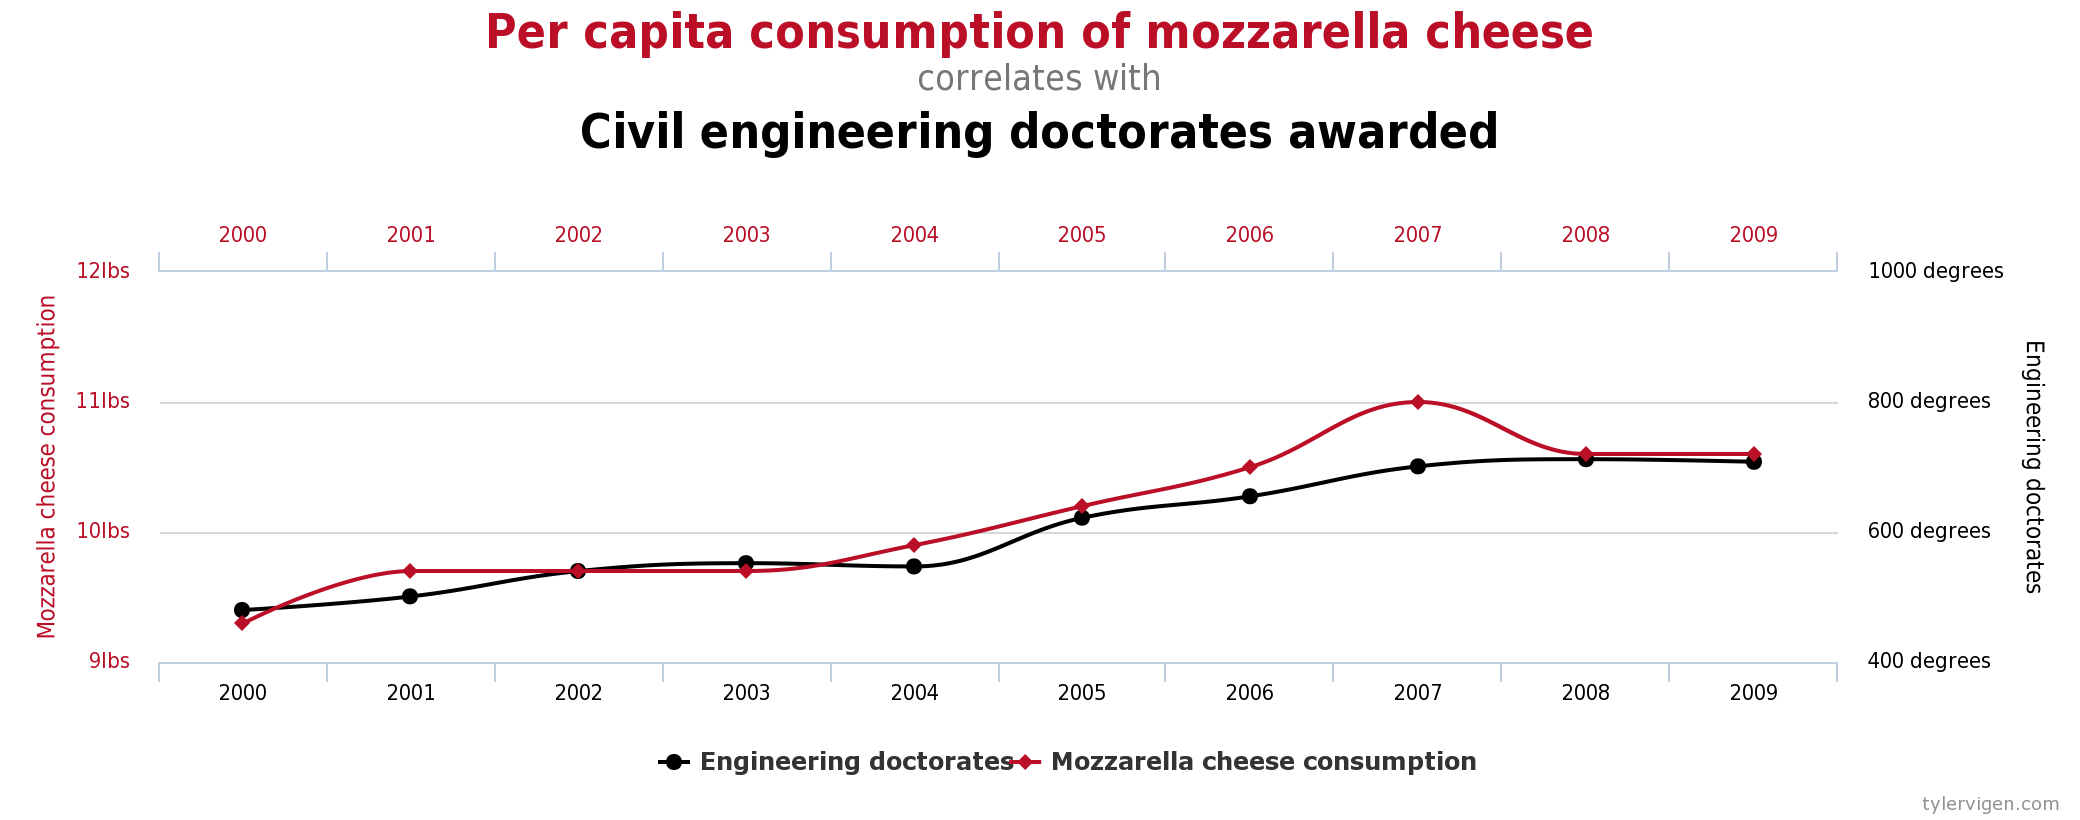 Per capita consumption of mozzarella cheese
correlates with
Civil engineering doctorates awarded
2000 2001 2002 2003 2004 2005 2006 2007 2008 2009
Mozzarella cheese consumption
12lbs
11lbs
10lbs
9lbs
1000 degrees
800 degrees
600 degrees
400 degrees
Engineering doctorates
2000 2001 2002 2003 2004 2005 2006 2007 2008 2009
Engineering doctorates Mozzarella cheese consumption
tylervigen.com